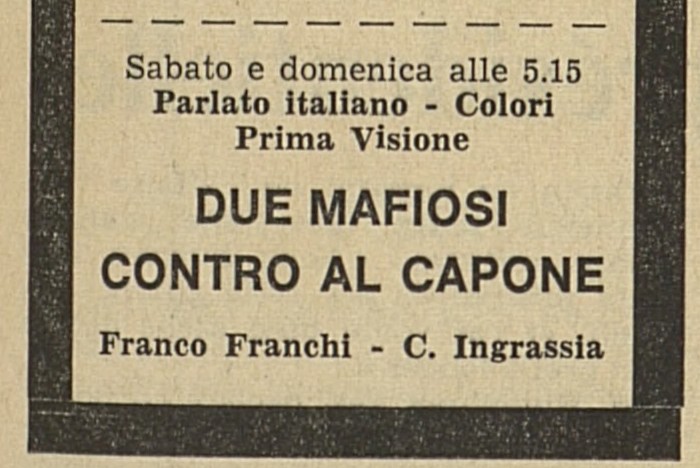 Sabato e domenica alle 5.15
Parlato italiano - Colori
Prima Visione
DUE MAFIOSI
CONTRO AL CAPONE
Franco Franchi - C. Ingrassia